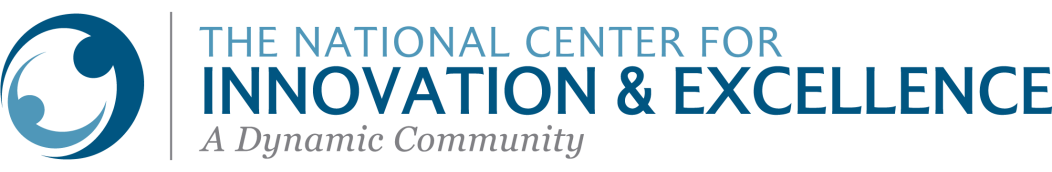 THE NATIONAL CENTER FOR
INNOVATION & EXCELLENCE
A Dynamic Community